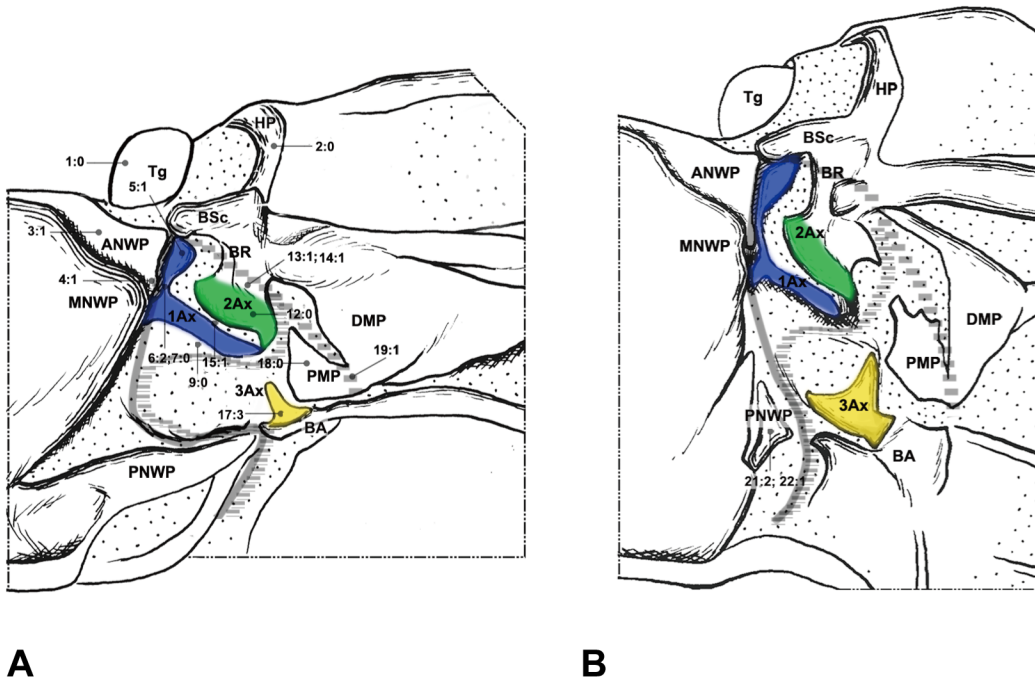 HP
1:0
Tg
2:0
5:1
BSc
3:1
ANWP
BR
13:1; 14:1
4:1
MNWP
1Ax
2Ax
12:0
DMP
6:2;7:0
15:1
18:0
19:1
9:0
PMP
3Ax
17:3
BA
PNWP
A
Tg
HP
BSc
ANWP
BR
MNWP
2Ax
1Ax
DMP
PMP
PNWP
3Ax
BA
21:2; 22:1
B